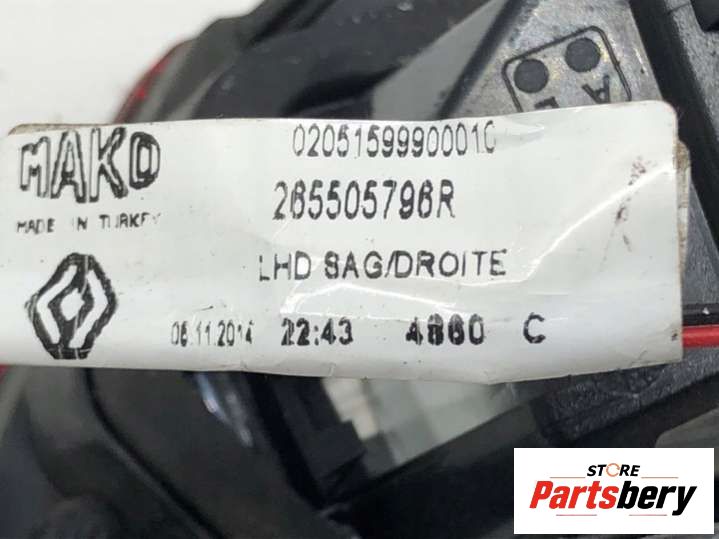 MAKO
MADE IN TURKEY
0205159990001C
265505796R
LHD SAG/DROITE
06.11.2014 22:43 4860 C
STORE
Partsbery